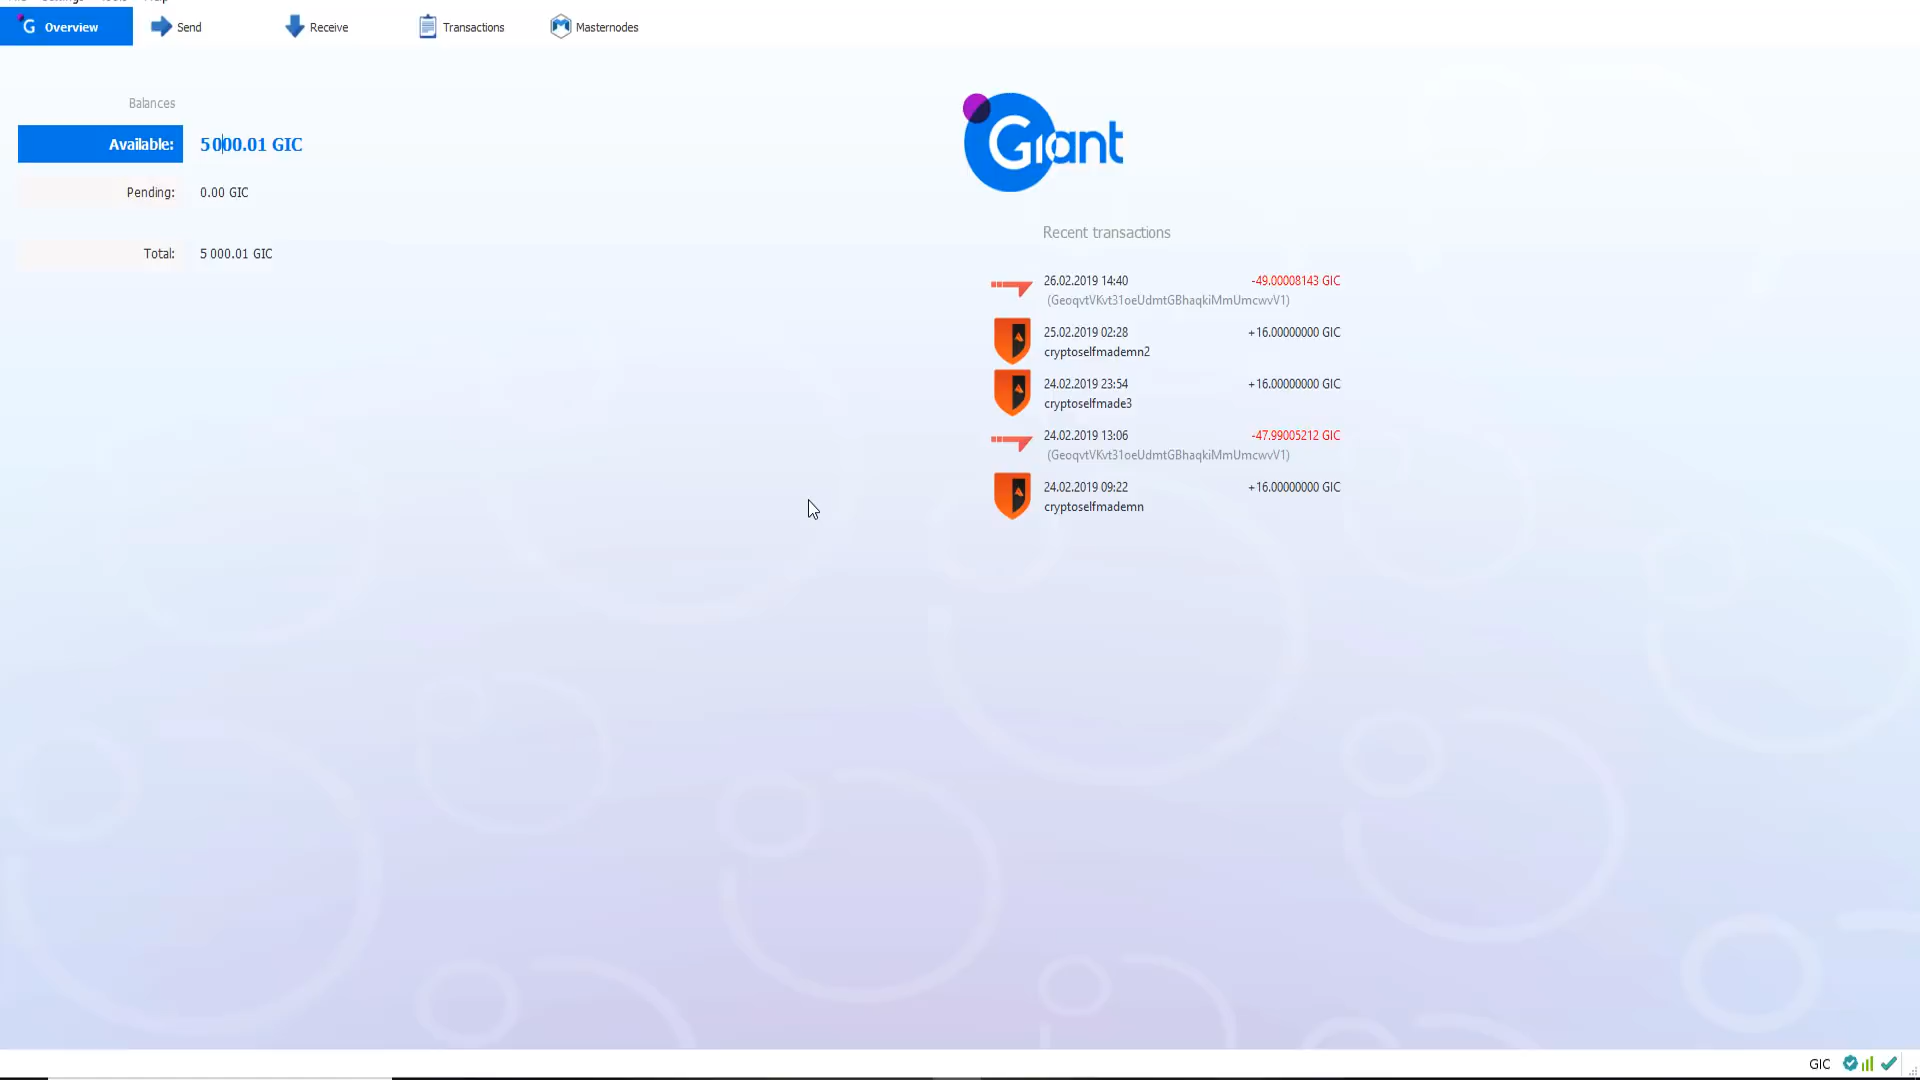 Overview
Send
Receive
Transactions
Masternodes
Balances
Available: 5 000.01 GIC
Pending: 0.00 GIC
Total: 5 000.01 GIC
Giant
Recent transactions
26.02.2019 14:40 -49.00008143 GIC
(GeoqvtVKvt31oeUdmtGBhaqkiMmUmcwvV1)
25.02.2019 02:28 +16.00000000 GIC
cryptoselfmademn2
24.02.2019 23:54 +16.00000000 GIC
cryptoselfmade3
24.02.2019 13:06 -47.99005212 GIC
(GeoqvtVKvt31oeUdmtGBhaqkiMmUmcwvV1)
24.02.2019 09:22 +16.00000000 GIC
cryptoselfmademn
GIC